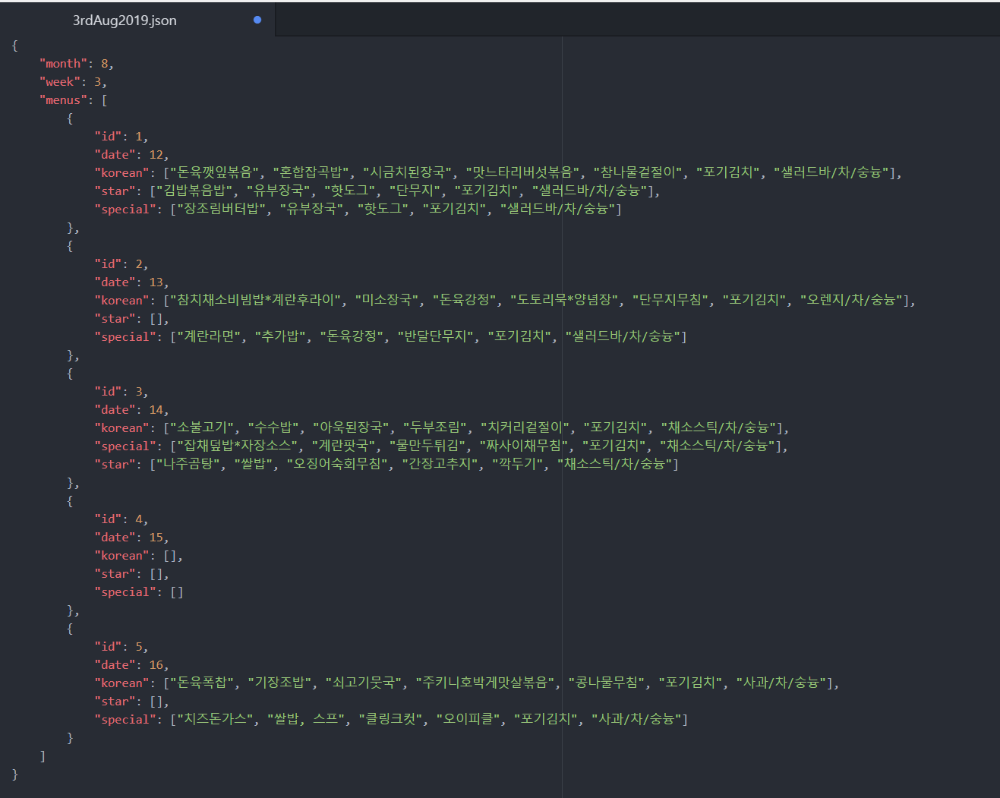 3rdAug2019.json
{
    "month": 8,
    "week": 3,
    "menus": [
        {
            "id": 1,
            "date": 12,
            "korean": ["돈육깻잎볶음", "혼합잡곡밥", "시금치된장국", "맛느타리버섯볶음", "참나물겉절이", "포기김치", "샐러드바/차/숭늉"],
            "star": ["김밥볶음밥", "유부장국", "핫도그", "단무지", "포기김치", "샐러드바/차/숭늉"],
            "special": ["장조림버터밥", "유부장국", "핫도그", "포기김치", "샐러드바/차/숭늉"]
        },
        {
            "id": 2,
            "date": 13,
            "korean": ["참치채소비빔밥*계란후라이", "미소장국", "돈육강정", "도토리묵*양념장", "단무지무침", "포기김치", "오렌지/차/숭늉"],
            "star": [],
            "special": ["계란라면", "추가밥", "돈육강정", "반달단무지", "포기김치", "샐러드바/차/숭늉"]
        },
        {
            "id": 3,
            "date": 14,
            "korean": ["소불고기", "수수밥", "아욱된장국", "두부조림", "치커리겉절이", "포기김치", "채소스틱/차/숭늉"],
            "special": ["잡채덮밥*자장소스", "계란팟국", "물만두튀김", "짜사이채무침", "포기김치", "채소스틱/차/숭늉"],
            "star": ["나주곰탕", "쌀밥", "오징어숙회무침", "간장고추지", "깍두기", "채소스틱/차/숭늉"]
        },
        {
            "id": 4,
            "date": 15,
            "korean": [],
            "star": [],
            "special": []
        },
        {
            "id": 5,
            "date": 16,
            "korean": ["돈육폭찹", "기장조밥", "쇠고기뭇국", "주키니호박게맛살볶음", "콩나물무침", "포기김치", "사과/차/숭늉"],
            "star": [],
            "special": ["치즈돈가스", "쌀밥, 스프", "클링크컷", "오이피클", "포기김치", "사과/차/숭늉"]
        }
    ]
}